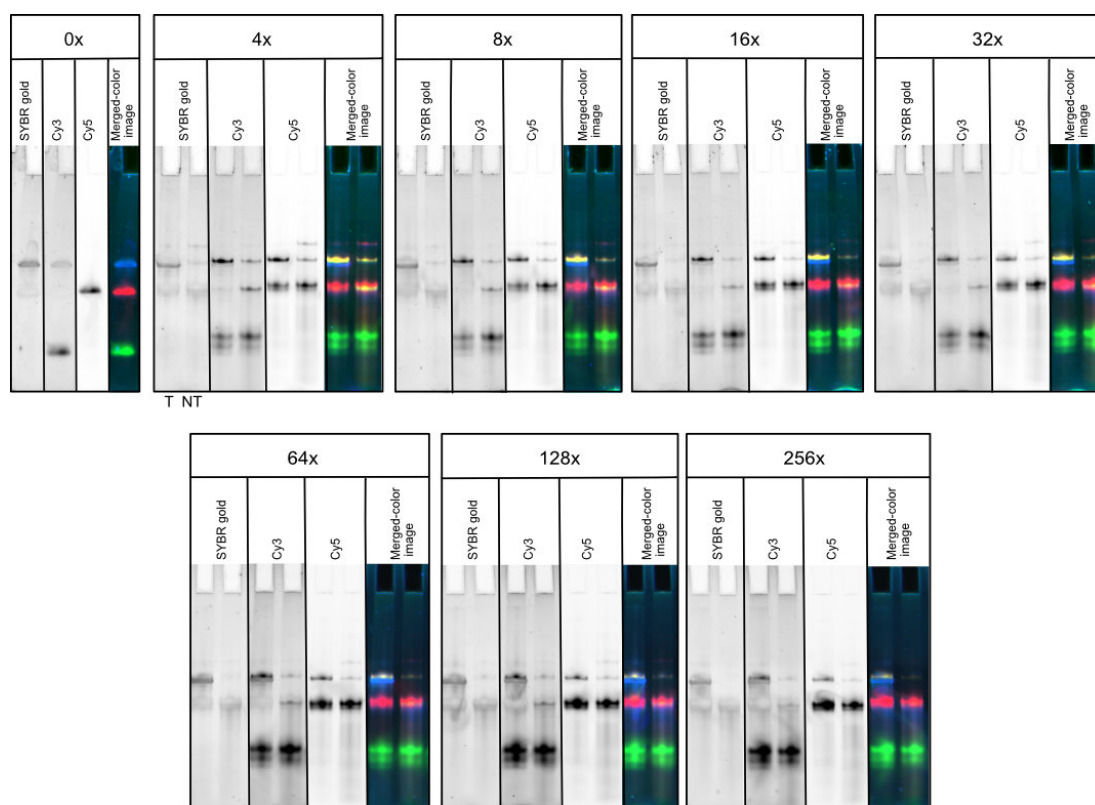 0x
4x
8x
16x
32x
SYBR gold
Cy3
Cy5
Merged-color
image
SYBR gold
Cy3
Cy5
Merged-color
image
SYBR gold
Cy3
Cy5
Merged-color
image
SYBR gold
Cy3
Cy5
Merged-color
image
SYBR gold
Cy3
Cy5
Merged-color
image
T NT
64x
128x
256x
SYBR gold
Cy3
Cy5
Merged-color
image
SYBR gold
Cy3
Cy5
Merged-color
image
SYBR gold
Cy3
Cy5
Merged-color
image